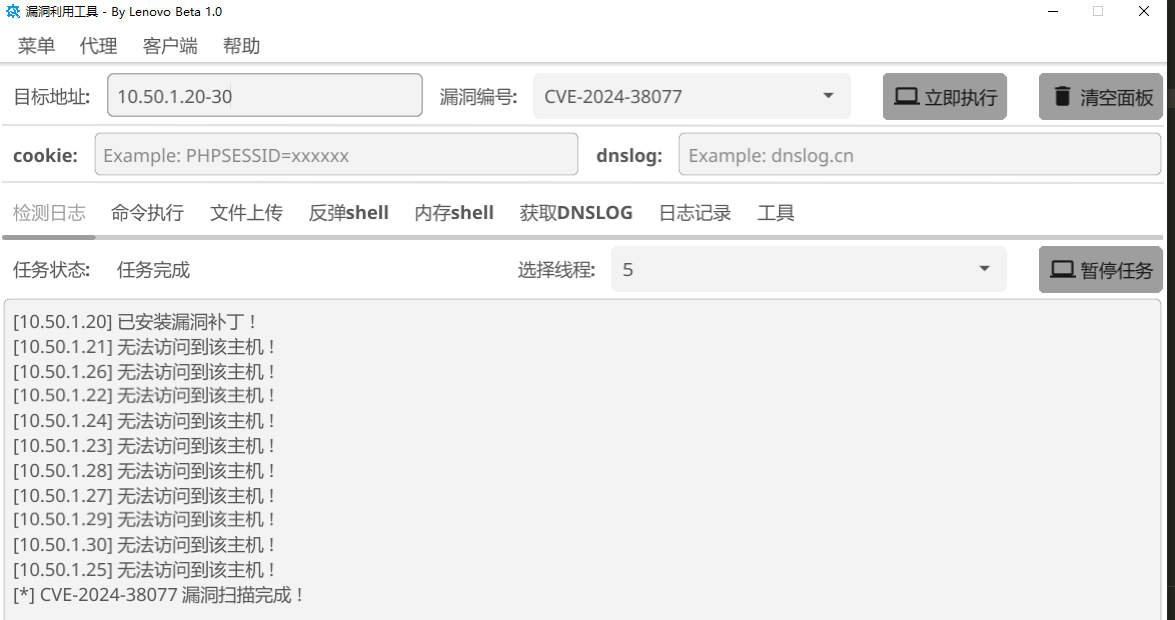 漏洞利用工具 - By Lenovo Beta 1.0
菜单 代理 客户端 帮助
目标地址: 10.50.1.20-30 漏洞编号: CVE-2024-38077 立即执行 清空面板
cookie: Example: PHPSESSID=xxxxxx dnslog: Example: dnslog.cn
检测日志 命令执行 文件上传 反弹shell 内存shell 获取DNSLOG 日志记录 工具
任务状态: 任务完成 选择线程: 5 暂停任务
[10.50.1.20] 已安装漏洞补丁！
[10.50.1.21] 无法访问到该主机！
[10.50.1.26] 无法访问到该主机！
[10.50.1.22] 无法访问到该主机！
[10.50.1.24] 无法访问到该主机！
[10.50.1.23] 无法访问到该主机！
[10.50.1.28] 无法访问到该主机！
[10.50.1.27] 无法访问到该主机！
[10.50.1.29] 无法访问到该主机！
[10.50.1.30] 无法访问到该主机！
[10.50.1.25] 无法访问到该主机！
[*] CVE-2024-38077 漏洞扫描完成！